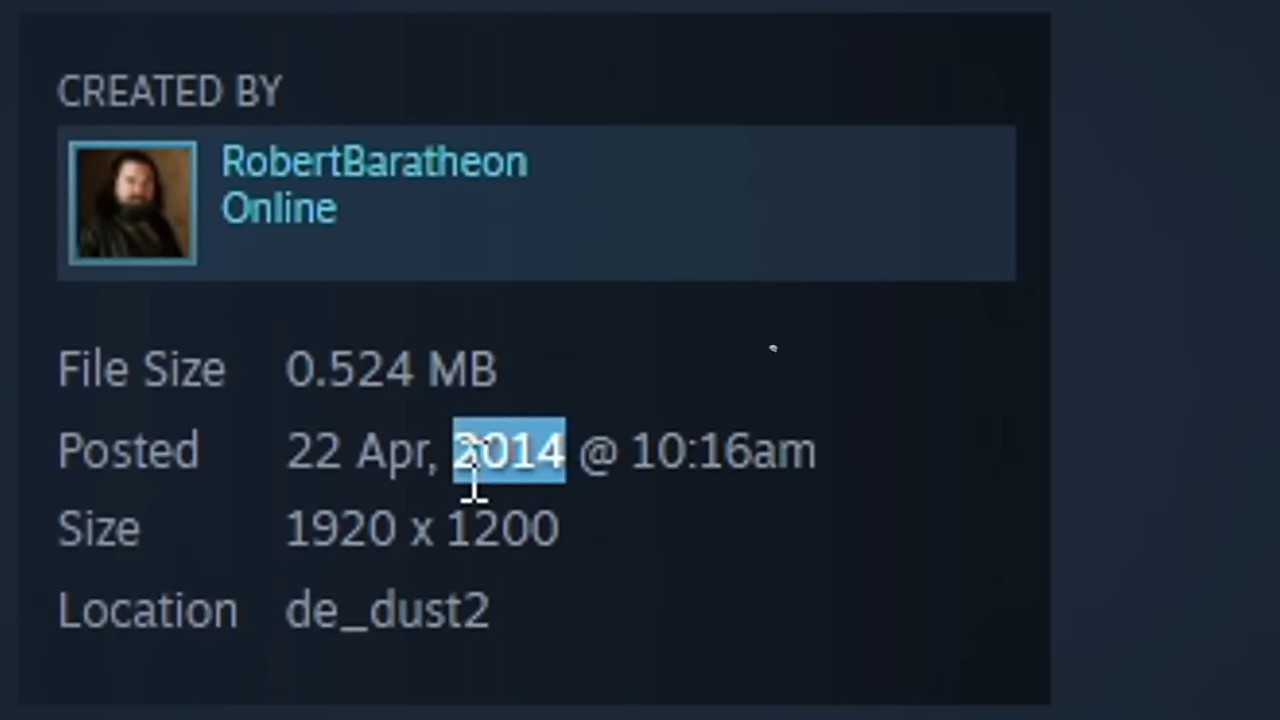 CREATED BY
RobertBaratheon
Online
File Size 0.524 MB
Posted 22 Apr, 2014 @ 10:16am
Size 1920 x 1200
Location de_dust2